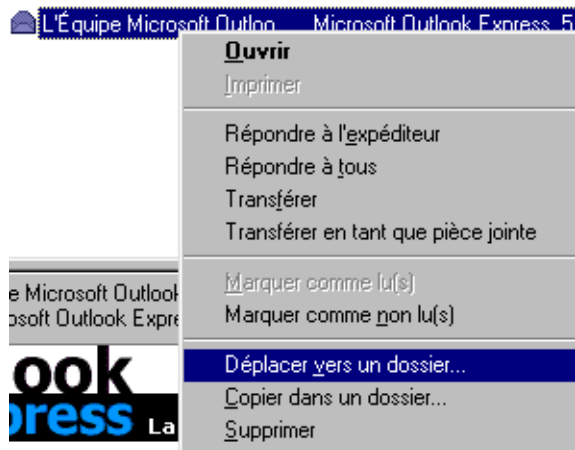 L'Équipe Microsoft Outloo Microsoft Outlook Express 5
Ouvrir
Imprimer
Répondre à l'expéditeur
Répondre à tous
Transférer
Transférer en tant que pièce jointe
Marquer comme lu(s)
e Microsoft Outlook
Marquer comme non lu(s)
osoft Outlook Expre
Déplacer vers un dossier...
ook
Copier dans un dossier...
press La
Supprimer